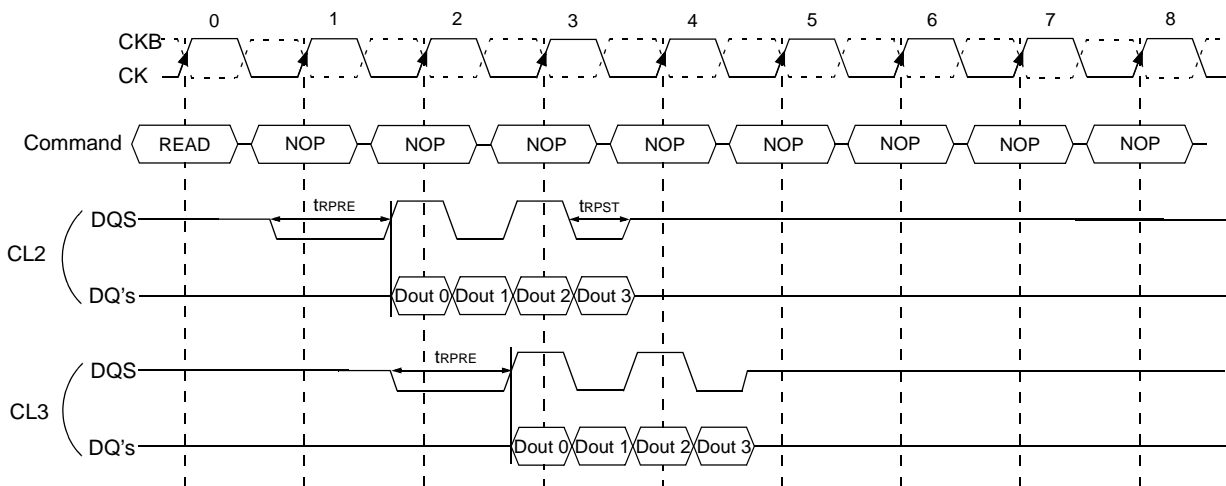 0 1 2 3 4 5 6 7 8
CKB
CK
Command READ NOP NOP NOP NOP NOP NOP NOP NOP
tRPRE tRPST
DQS
CL2
DQ's Dout 0 Dout 1 Dout 2 Dout 3
tRPRE
DQS
CL3
DQ's Dout 0 Dout 1 Dout 2 Dout 3